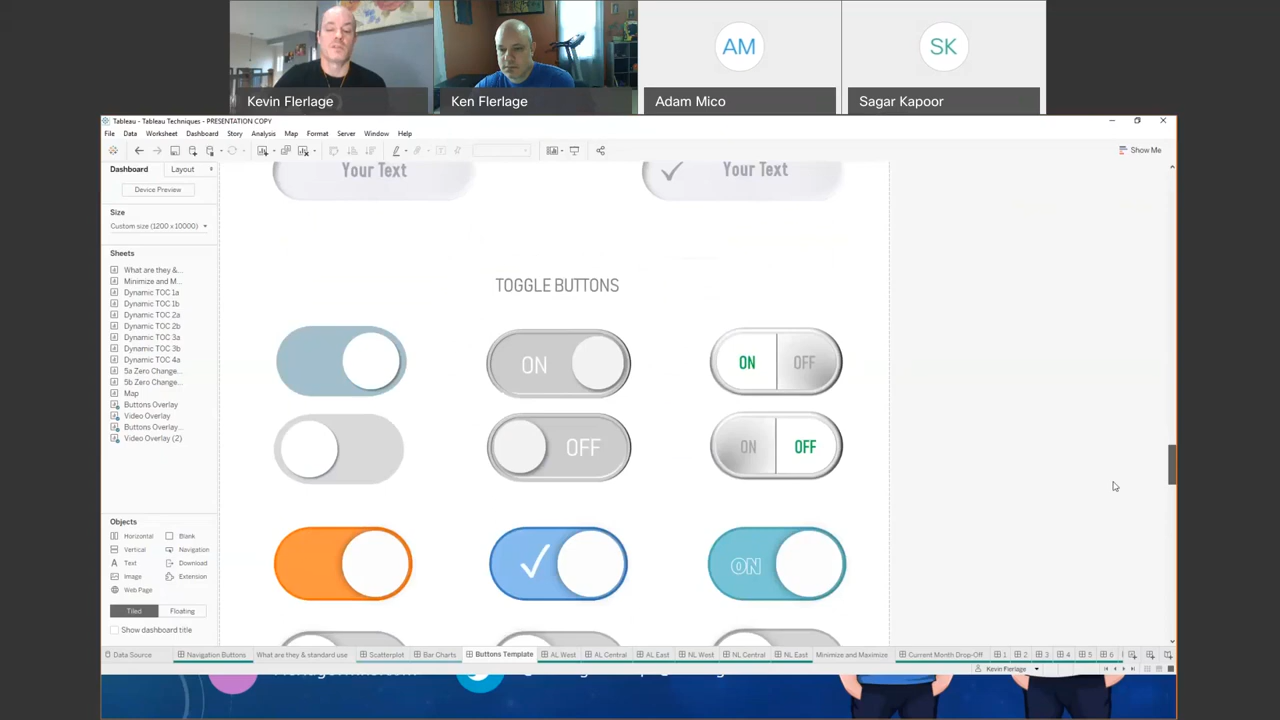 AM
SK
Kevin Flerlage
Ken Flerlage
Adam Mico
Sagar Kapoor
Tableau - Tableau Techniques - PRESENTATION COPY
File Data Worksheet Dashboard Story Analysis Map Format Server Window Help
Show Me
Dashboard Layout
Device Preview
Size
Custom size (1200 x 10000)
Sheets
What are they &...
Minimize and M...
Dynamic TOC 1a
Dynamic TOC 1b
Dynamic TOC 2a
Dynamic TOC 2b
Dynamic TOC 3a
Dynamic TOC 3b
Dynamic TOC 4a
5a Zero Change...
5b Zero Change...
Map
Buttons Overlay
Video Overlay
Buttons Overlay...
Video Overlay (2)
Objects
Horizontal Blank
Vertical Navigation
Text Download
Image Extension
Web Page
Tiled Floating
Show dashboard title
Your Text
Your Text
TOGGLE BUTTONS
ON
ON OFF
OFF
ON OFF
ON
Data Source Navigation Buttons What are they & standard use Scatterplot Bar Charts Buttons Template AL West AL Central AL East NL West NL Central NL East Minimize and Maximize Current Month Drop-Off 1 2 3 4 5 6
Kevin Flerlage